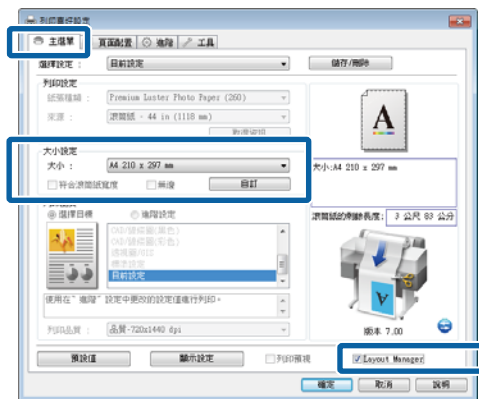 列印喜好設定
主選單 頁面配置 進階 工具
選擇設定 : 目前設定 儲存/刪除
列印設定
紙張種類 : Premium Luster Photo Paper (260)
來源 : 滾筒紙 - 44 in (1118 mm)
取得資訊
大小設定
大小 : A4 210 x 297 mm
符合滾筒紙寬度 無邊 自訂
A
大小:A4 210 x 297 mm
滾筒紙的剩餘長度: 3 公尺 83 公分
選擇目標 進階設定
CAD/線條圖(黑色)
CAD/線條圖(彩色)
目前設定
使用在"進階"設定中更改的設定值進行列印。
列印品質 : 品質-720x1440 dpi
版本 7.00
預設值 顯示設定 列印預視 Layout Manager
確定 取消 說明